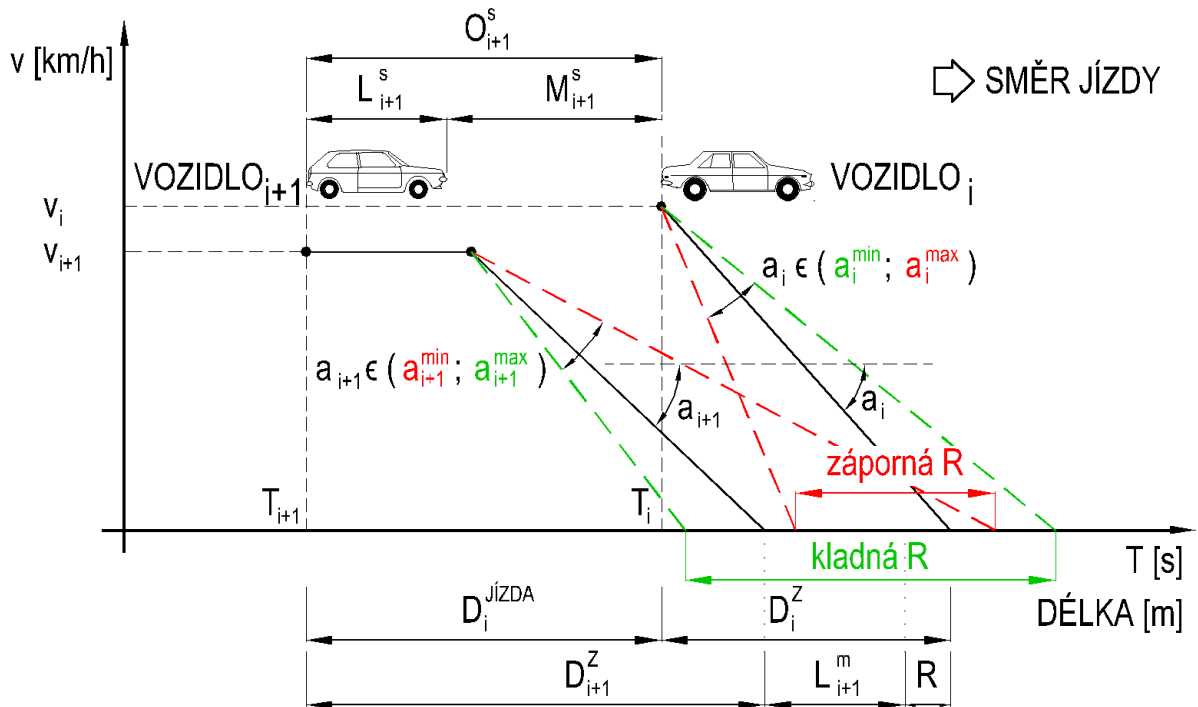 O^s_{i+1}
v [km/h]
L^s_{i+1} M^s_{i+1}
SMĚR JÍZDY
VOZIDLO_{i+1} VOZIDLO_i
v_i
v_{i+1}
a_i ϵ ( a_i^{min} ; a_i^{max} )
a_{i+1} ϵ ( a_{i+1}^{min} ; a_{i+1}^{max} )
a_{i+1} a_i
záporná R
T_{i+1} T_i
kladná R
T [s]
D_i^{JÍZDA} D_i^Z DÉLKA [m]
D_{i+1}^Z L_{i+1}^m R